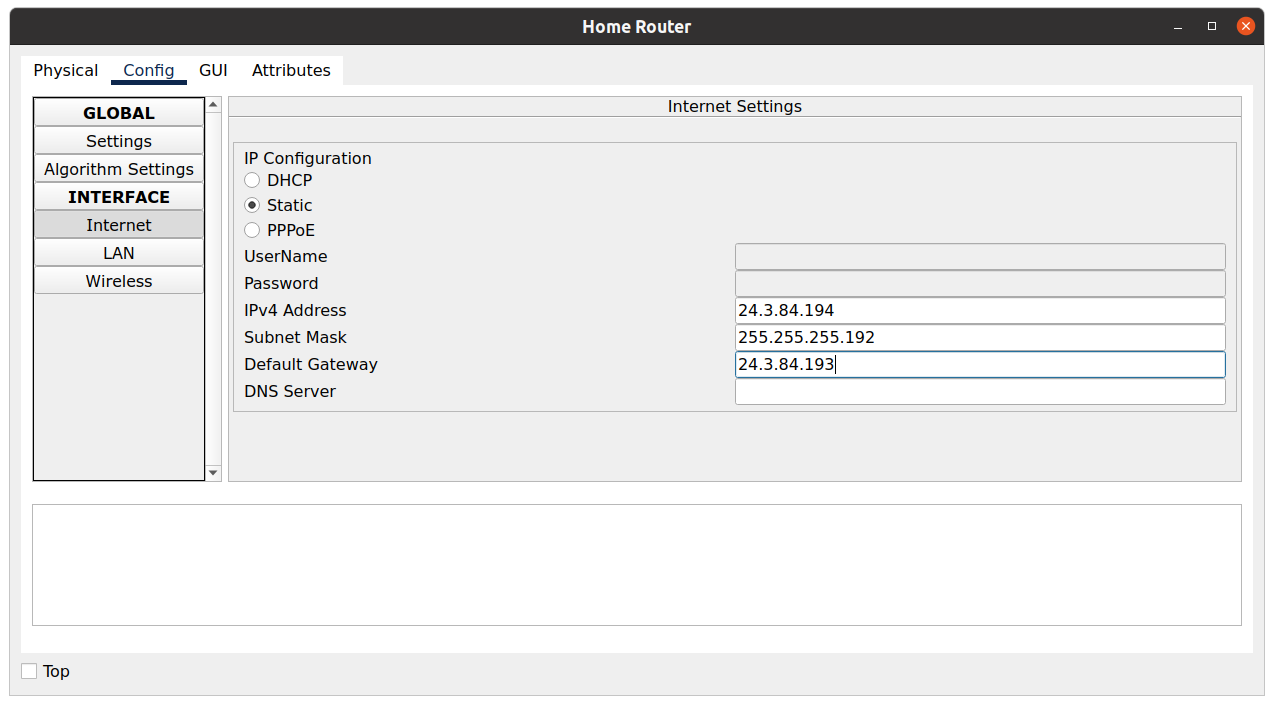 Home Router
Physical Config GUI Attributes
GLOBAL
Settings
Algorithm Settings
INTERFACE
Internet
LAN
Wireless
Internet Settings
IP Configuration
DHCP
Static
PPPoE
UserName
Password
IPv4 Address 24.3.84.194
Subnet Mask 255.255.255.192
Default Gateway 24.3.84.193
DNS Server
Top